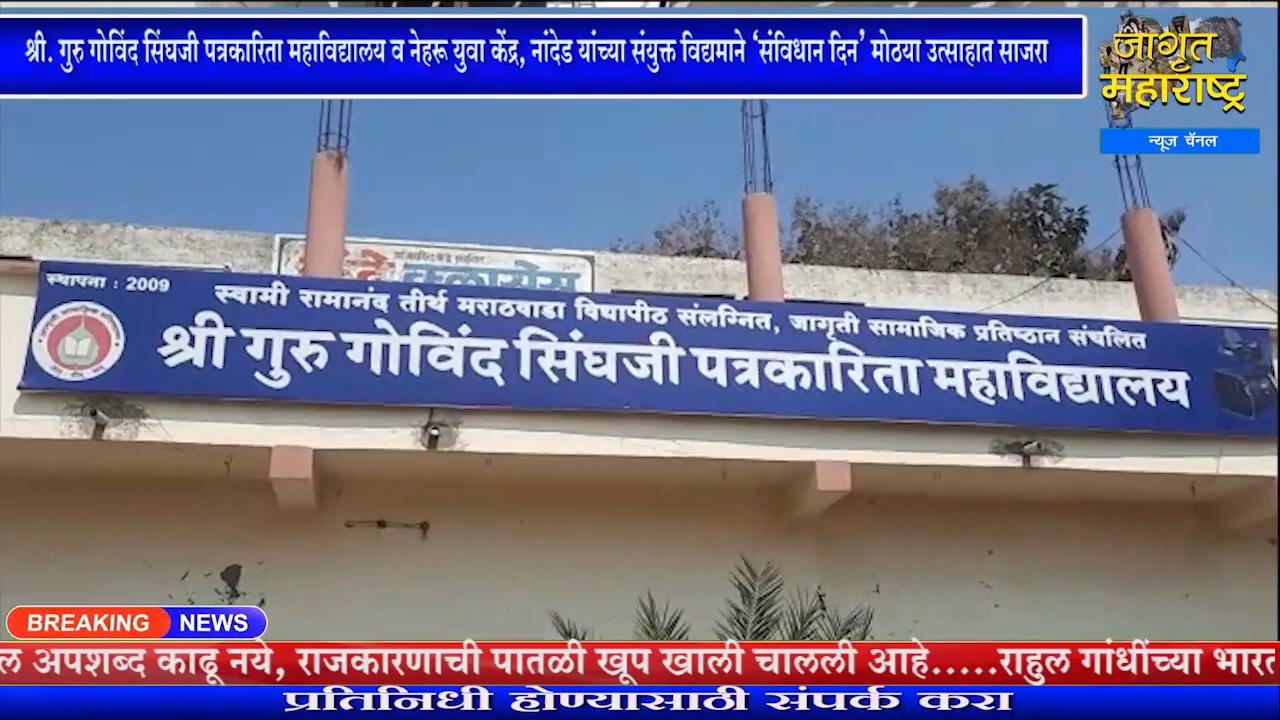 श्री. गुरु गोविंद सिंघजी पत्रकारिता महाविद्यालय व नेहरू युवा केंद्र, नांदेड यांच्या संयुक्त विद्यमाने ‘संविधान दिन’ मोठया उत्साहात साजरा
जागृत
महाराष्ट्र
न्यूज चॅनल
स्थापना : 2009
स्वामी रामानंद तीर्थ मराठवाडा विद्यापीठ संलग्नित, जागृती सामाजिक प्रतिष्ठान संचलित
श्री गुरु गोविंद सिंघजी पत्रकारिता महाविद्यालय
BREAKING NEWS
ल अपशब्द काढू नये, राजकारणाची पातळी खूप खाली चालली आहे.....राहुल गांधींच्या भारत
प्रतिनिधी होण्यासाठी संपर्क करा